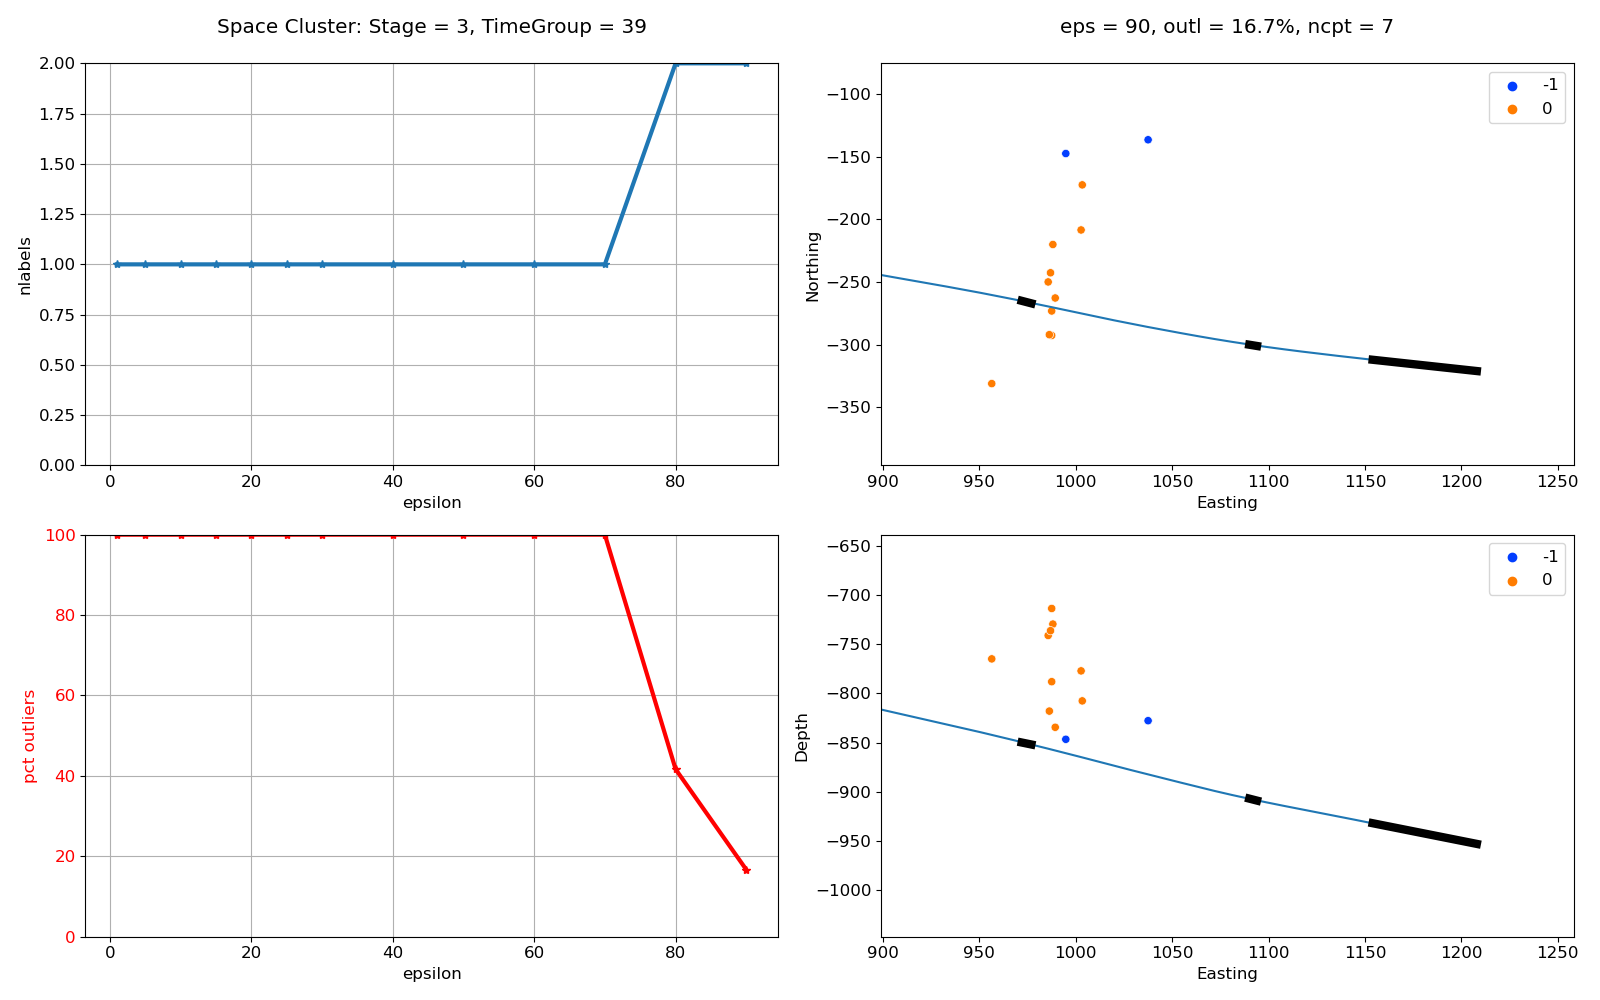 Space Cluster: Stage = 3, TimeGroup = 39
2.00
1.75
1.50
1.25
1.00
0.75
0.50
0.25
0.00
nlabels
0 20 40 60 80
epsilon
eps = 90, outl = 16.7%, ncpt = 7
−100
−150
−200
−250
−300
−350
Northing
-1
0
900 950 1000 1050 1100 1150 1200 1250
Easting
100
80
60
40
20
0
pct outliers
0 20 40 60 80
epsilon
−650
−700
−750
−800
−850
−900
−950
−1000
Depth
-1
0
900 950 1000 1050 1100 1150 1200 1250
Easting